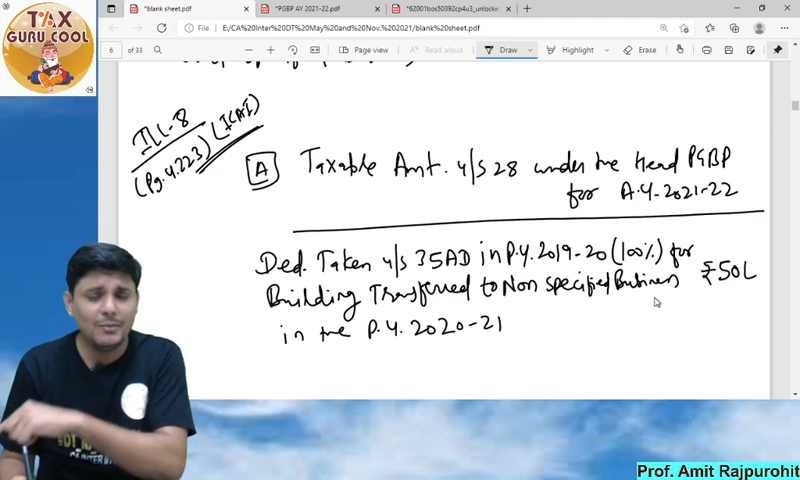 TAX
GURU COOL
*blank sheet.pdf
*PGBP AY 2021-22.pdf
*62001bos50392cp4u3_unlocked
E:/CA%20Inter%20DT%20May%20and%20Nov.%202021/blank%20sheet.pdf
6 of 33
Page view
Read aloud
Draw
Highlight
Erase
ILL-8
(Pg.4.223) (ICAI)
A Taxable Amt. u/s 28 under the Head PGBP
for A.Y-2021-22
Ded. Taken u/s 35AD in P.Y. 2019-20 (100%) for
Building Transferred to Non Specified Business ₹50L
in the P.Y. 2020-21
Prof. Amit Rajpurohit